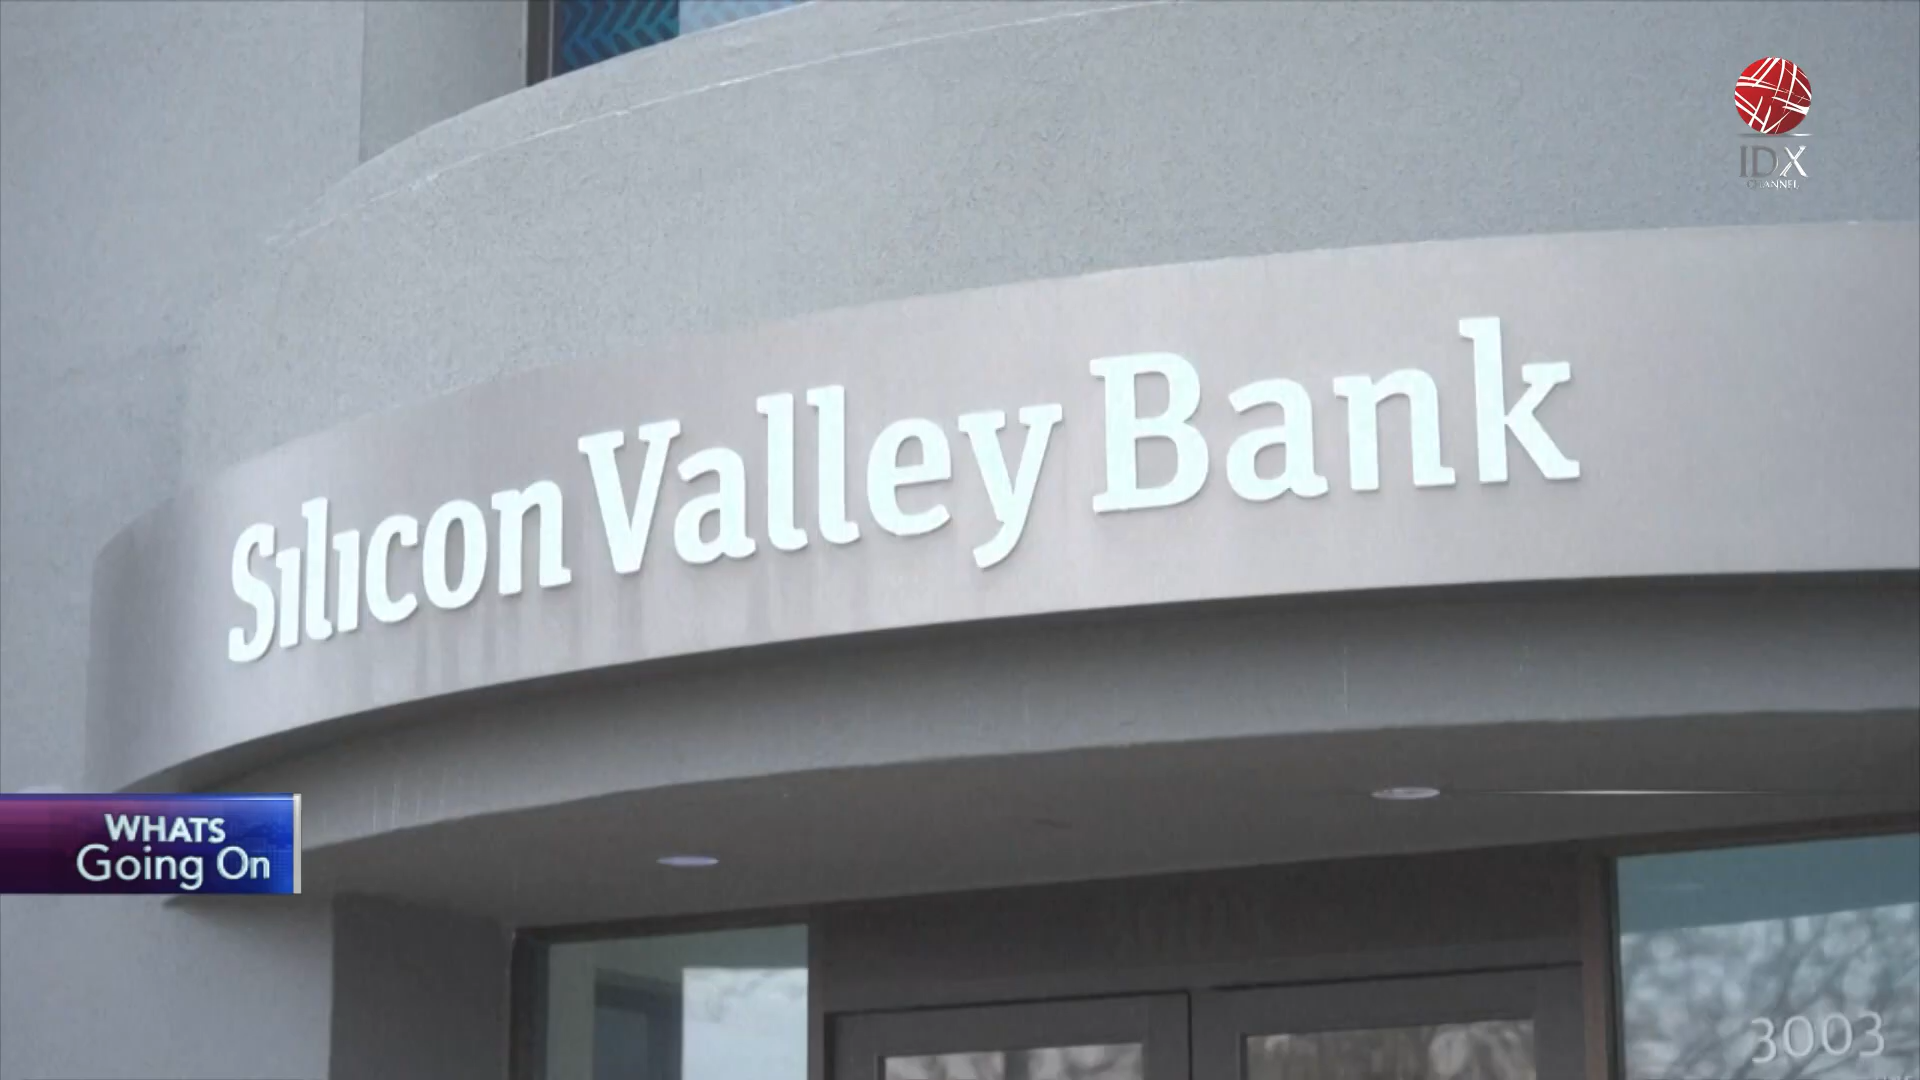 IDX
CHANNEL
Silicon Valley Bank
WHATS
Going On
3003